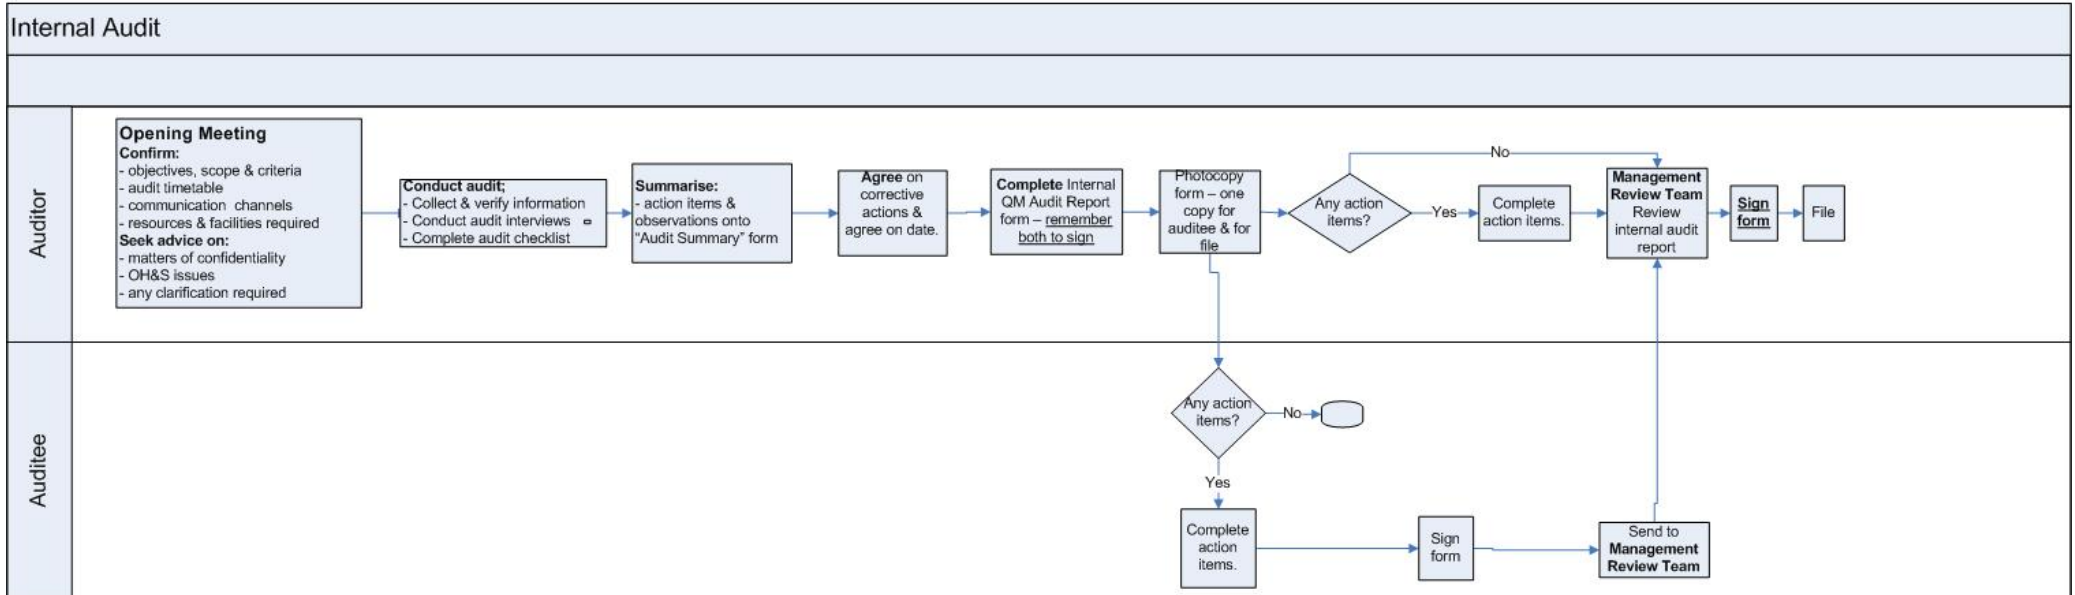 Internal Audit
Auditor
Opening Meeting
Confirm:
- objectives, scope & criteria
- audit timetable
- communication  channels
- resources & facilities required
Seek advice on:
- matters of confidentiality
- OH&S issues
- any clarification required
Conduct audit;
- Collect & verify information
- Conduct audit interviews
- Complete audit checklist
Summarise:
- action items &
observations onto
“Audit Summary” form
Agree on
corrective
actions &
agree on date.
Complete Internal
QM Audit Report
form – remember
both to sign
Photocopy
form – one
copy for
auditee & for
file
Any action
items?
No
Yes
Complete
action items.
Management
Review Team
Review
internal audit
report
Sign
form
File
Auditee
Any action
items?
No
Yes
Complete
action
items.
Sign
form
Send to
Management
Review Team